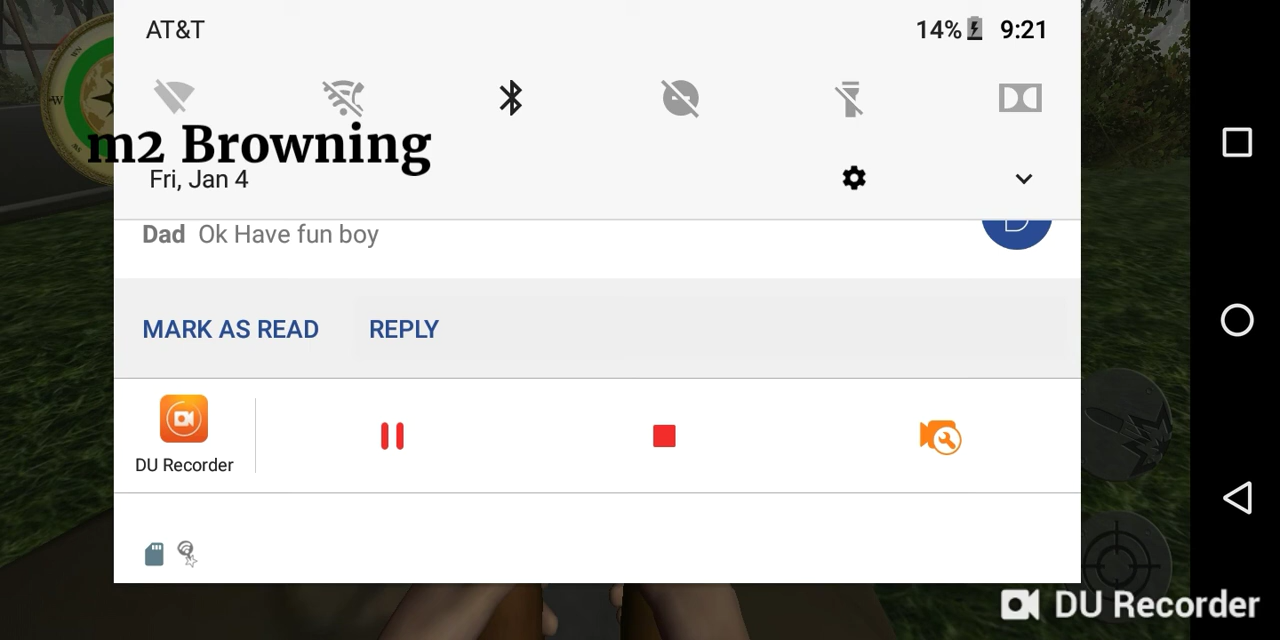 AT&T
14% 9:21
m2 Browning
Fri, Jan 4
Dad Ok Have fun boy
MARK AS READ REPLY
DU Recorder
DU Recorder